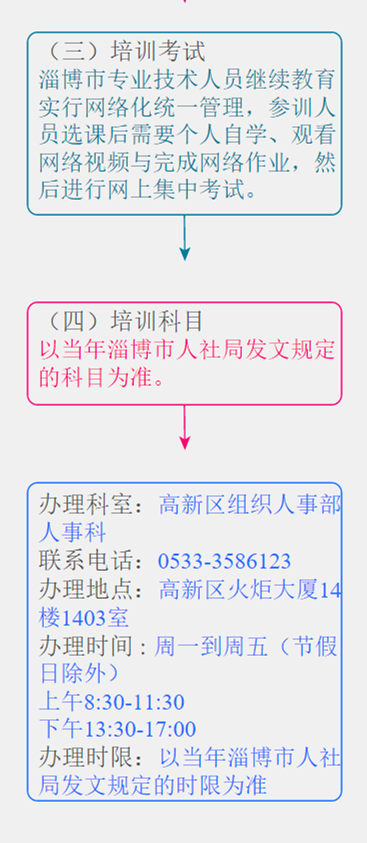 （三）培训考试
淄博市专业技术人员继续教育
实行网络化统一管理，参训人
员选课后需要个人自学、观看
网络视频与完成网络作业，然
后进行网上集中考试。
（四）培训科目
以当年淄博市人社局发文规定
的科目为准。
办理科室：高新区组织人事部
人事科
联系电话：0533-3586123
办理地点：高新区火炬大厦14
楼1403室
办理时间：周一到周五（节假
日除外）
上午8:30-11:30
下午13:30-17:00
办理时限：以当年淄博市人社
局发文规定的时限为准